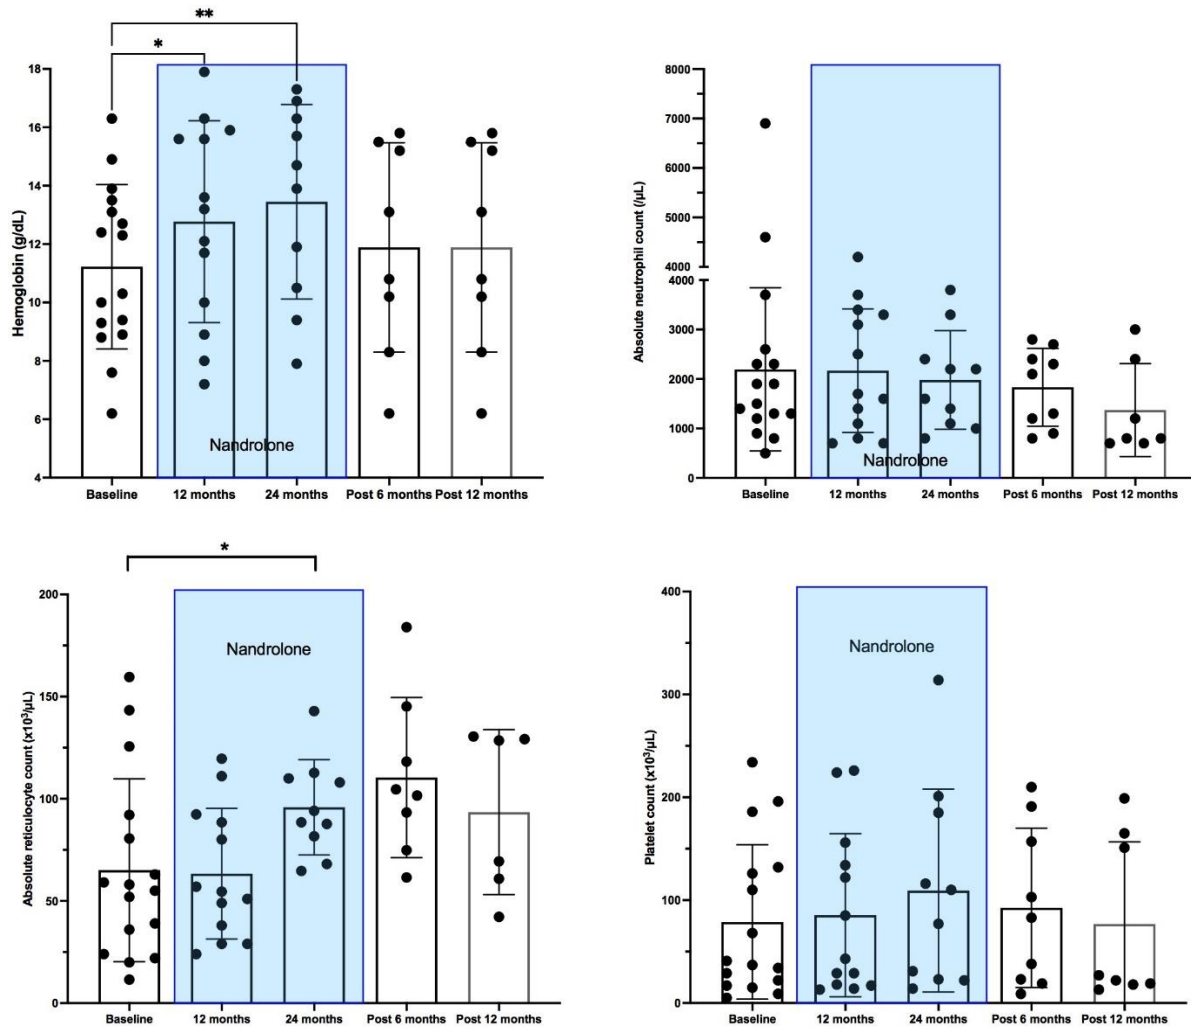 **
*
18
16
14
12
10
8
6
4
Hemoglobin (g/dL)
Nandrolone
Baseline 12 months 24 months Post 6 months Post 12 months
8000
7000
6000
5000
4000
4000
3000
2000
1000
0
Absolute neutrophil count (/µL)
Nandrolone
Baseline 12 months 24 months Post 6 months Post 12 months
*
200
150
100
50
0
Absolute reticulocyte count (x10³/µL)
Nandrolone
Baseline 12 months 24 months Post 6 months Post 12 months
400
300
200
100
0
Platelet count (x10³/µL)
Nandrolone
Baseline 12 months 24 months Post 6 months Post 12 months